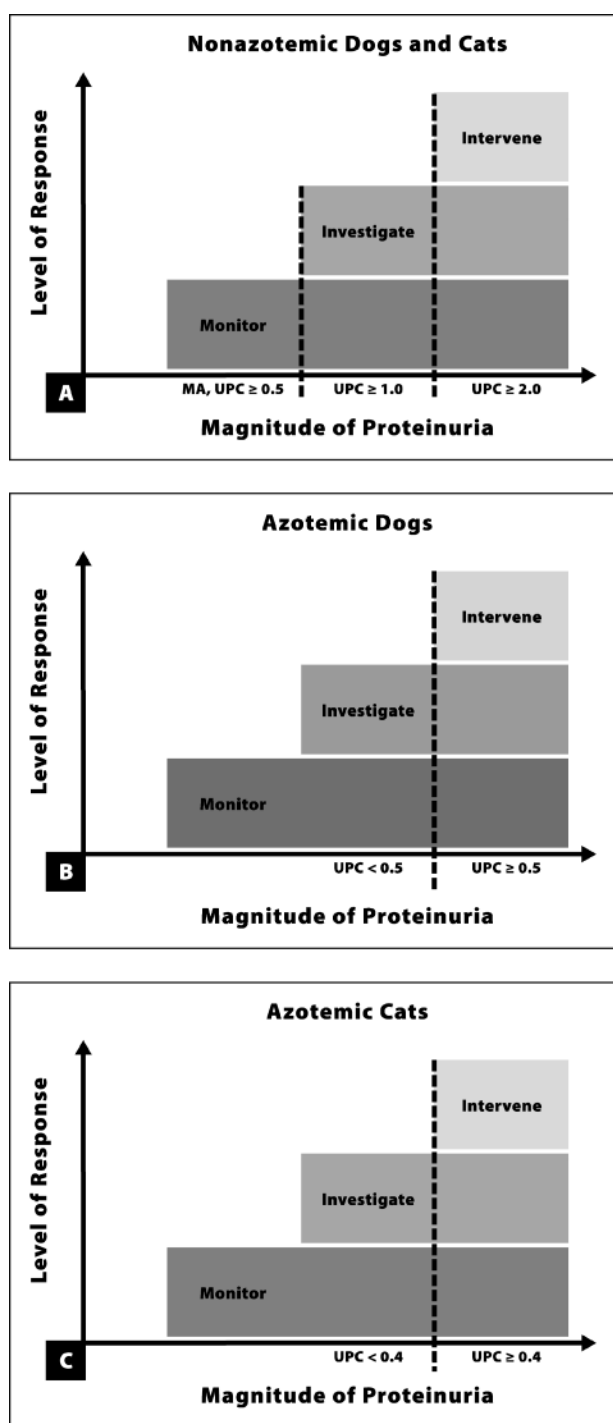 Nonazotemic Dogs and Cats
Level of Response
Intervene
Investigate
Monitor
A
MA, UPC ≥ 0.5 UPC ≥ 1.0 UPC ≥ 2.0
Magnitude of Proteinuria
Azotemic Dogs
Level of Response
Intervene
Investigate
Monitor
B
UPC < 0.5 UPC ≥ 0.5
Magnitude of Proteinuria
Azotemic Cats
Level of Response
Intervene
Investigate
Monitor
C
UPC < 0.4 UPC ≥ 0.4
Magnitude of Proteinuria